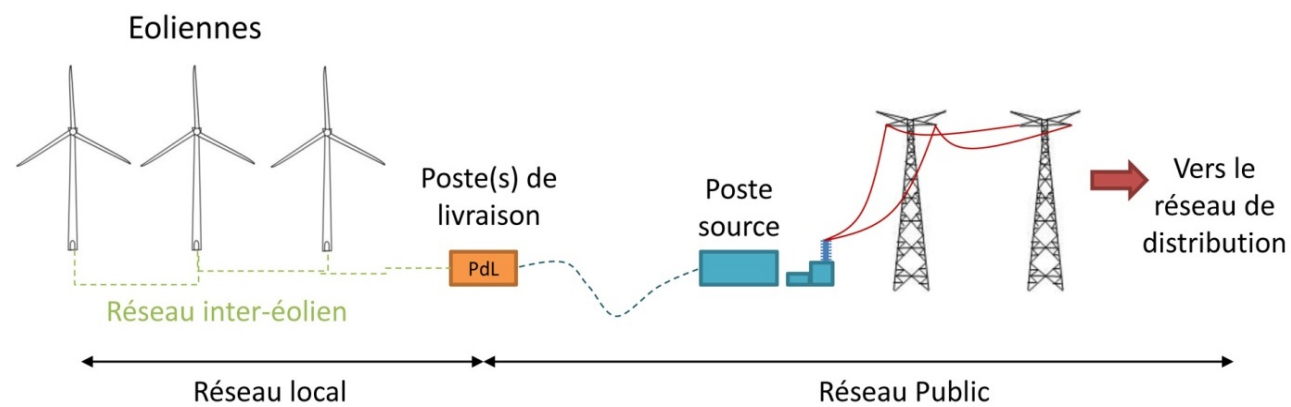 Eoliennes
Poste(s) de
livraison
Poste
source
Vers le
réseau de
distribution
PdL
Réseau inter-éolien
Réseau local
Réseau Public